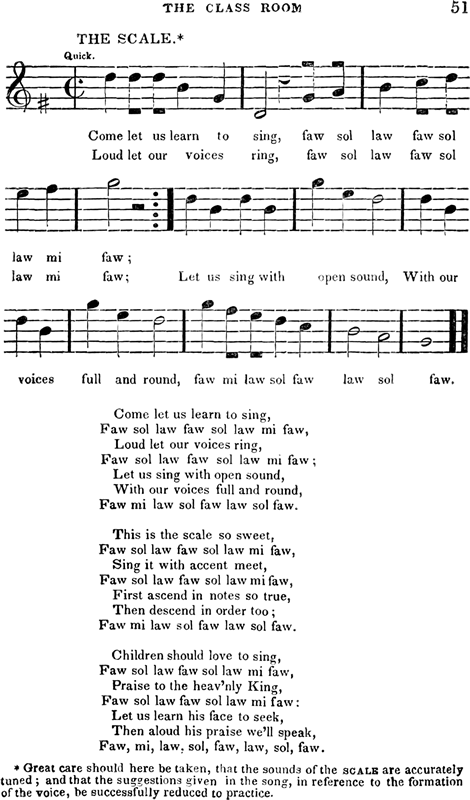 THE CLASS ROOM 51
THE SCALE.*
Quick.
Come let us learn to sing, faw sol law faw sol
Loud let our voices ring, faw sol law faw sol
law mi faw;
law mi faw; Let us sing with open sound, With our
voices full and round, faw mi law sol faw law sol faw.
Come let us learn to sing,
Faw sol law faw sol law mi faw,
Loud let our voices ring,
Faw sol law faw sol law mi faw;
Let us sing with open sound,
With our voices full and round,
Faw mi law sol faw law sol faw.
This is the scale so sweet,
Faw sol law faw sol law mi faw,
Sing it with accent meet,
Faw sol law faw sol law mi faw,
First ascend in notes so true,
Then descend in order too;
Faw mi law sol faw law sol faw.
Children should love to sing,
Faw sol law faw sol law mi faw,
Praise to the heav'nly King,
Faw sol law faw sol law mi faw:
Let us learn his face to seek,
Then aloud his praise we'll speak,
Faw, mi, law, sol, faw, law, sol, faw.
* Great care should here be taken, that the sounds of the SCALE are accurately
tuned; and that the suggestions given in the song, in reference to the formation
of the voice, be successfully reduced to practice.